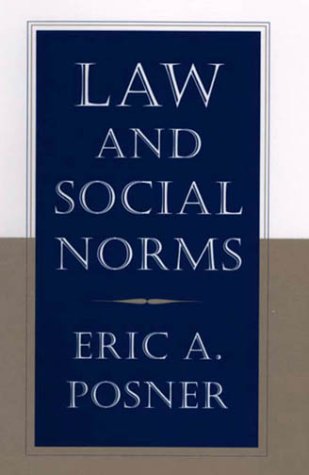 LAW
AND
SOCIAL
NORMS
ERIC A.
POSNER